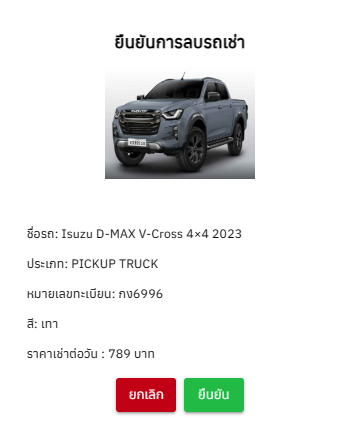 ยืนยันการลบรถเช่า
ISUZU
ชื่อรถ: Isuzu D-MAX V-Cross 4×4 2023
ประเภท: PICKUP TRUCK
หมายเลขทะเบียน: กง6996
สี: เทา
ราคาเช่าต่อวัน : 789 บาท
ยกเลิก ยืนยัน